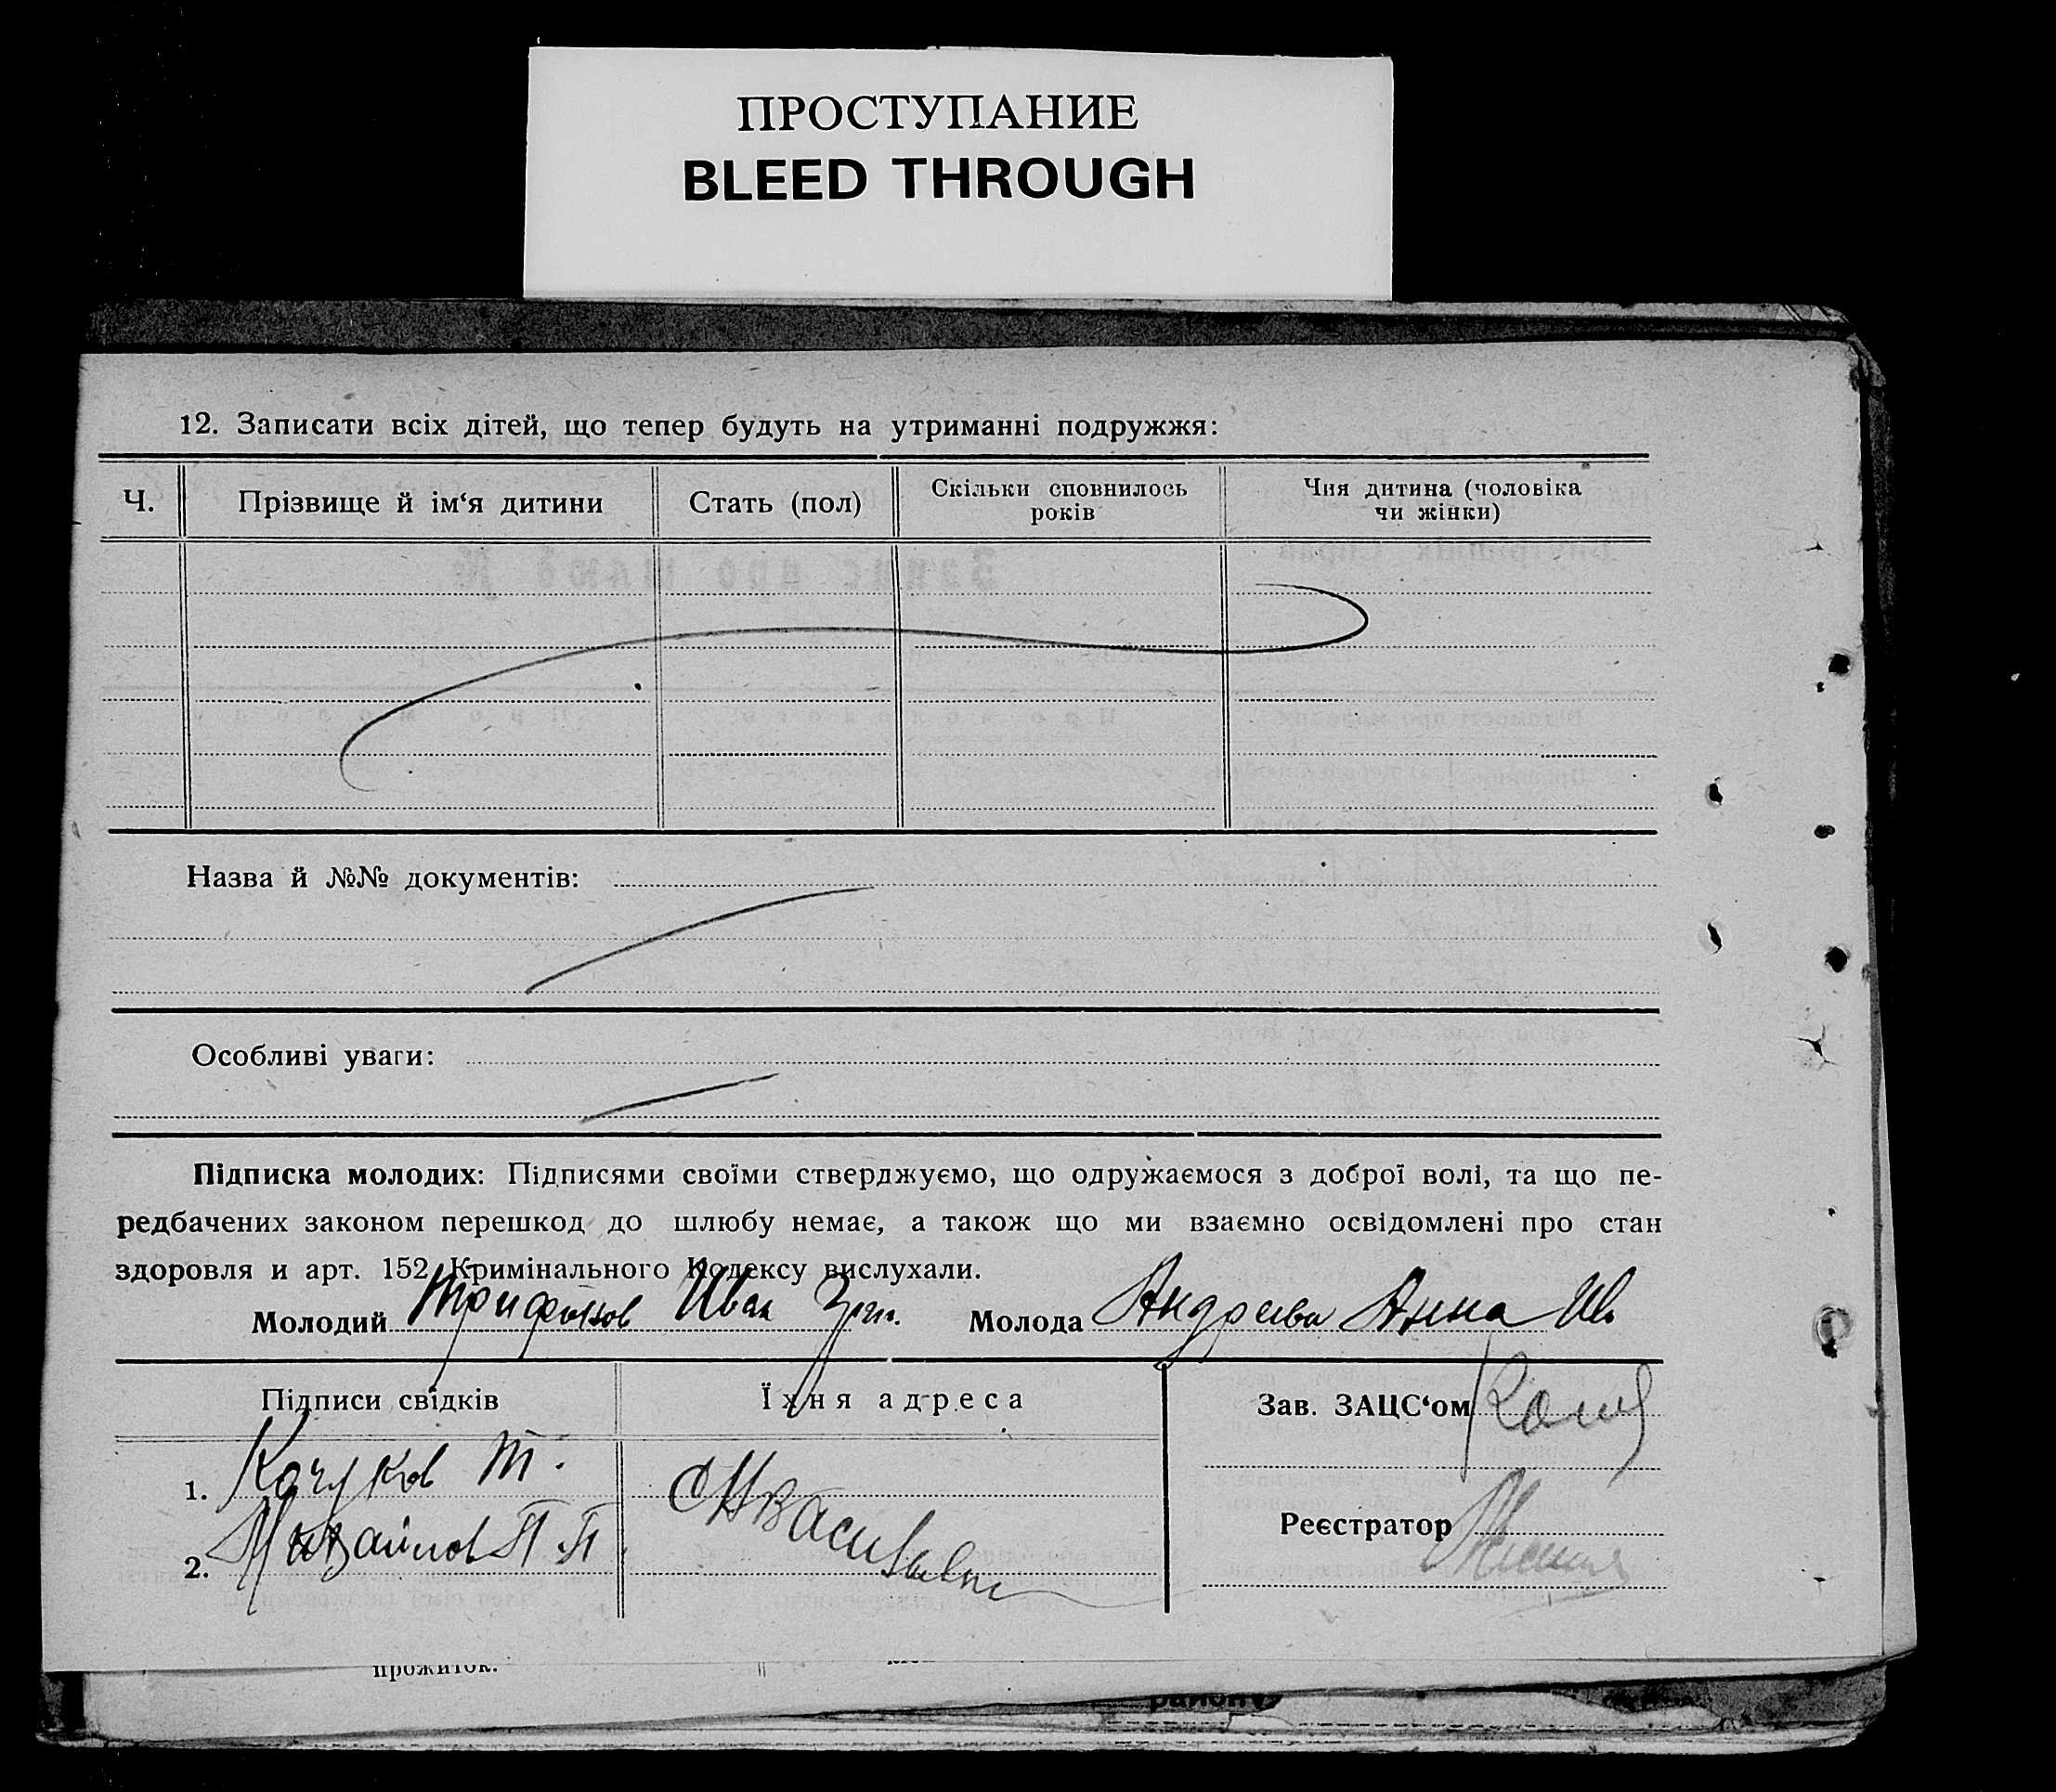 ПРОСТУПАНИЕ
BLEED THROUGH
12. Записати всіх дітей, що тепер будуть на утриманні подружжя:
Ч. Прізвище й ім‘я дитини Стать (пол) Скільки сповнилось років Чия дитина (чоловіка чи жінки)
Назва й №№ документів:
Особливі уваги:
Підписка молодих: Підписями своїми стверджуємо, що одружаємося з доброї волі, та що пе-
редбачених законом перешкод до шлюбу немає, а також що ми взаємно освідомлені про стан
здоровля и арт. 152 Кримінального Кодексу вислухали.
Молодий Трифонов Иван Молода Андреева Анна Ив
Підписи свідків Їхня адреса Зав. ЗАЦС‘ом
1. Качуков Т.
2. П.П.
Реєстратор
прожиток.
район